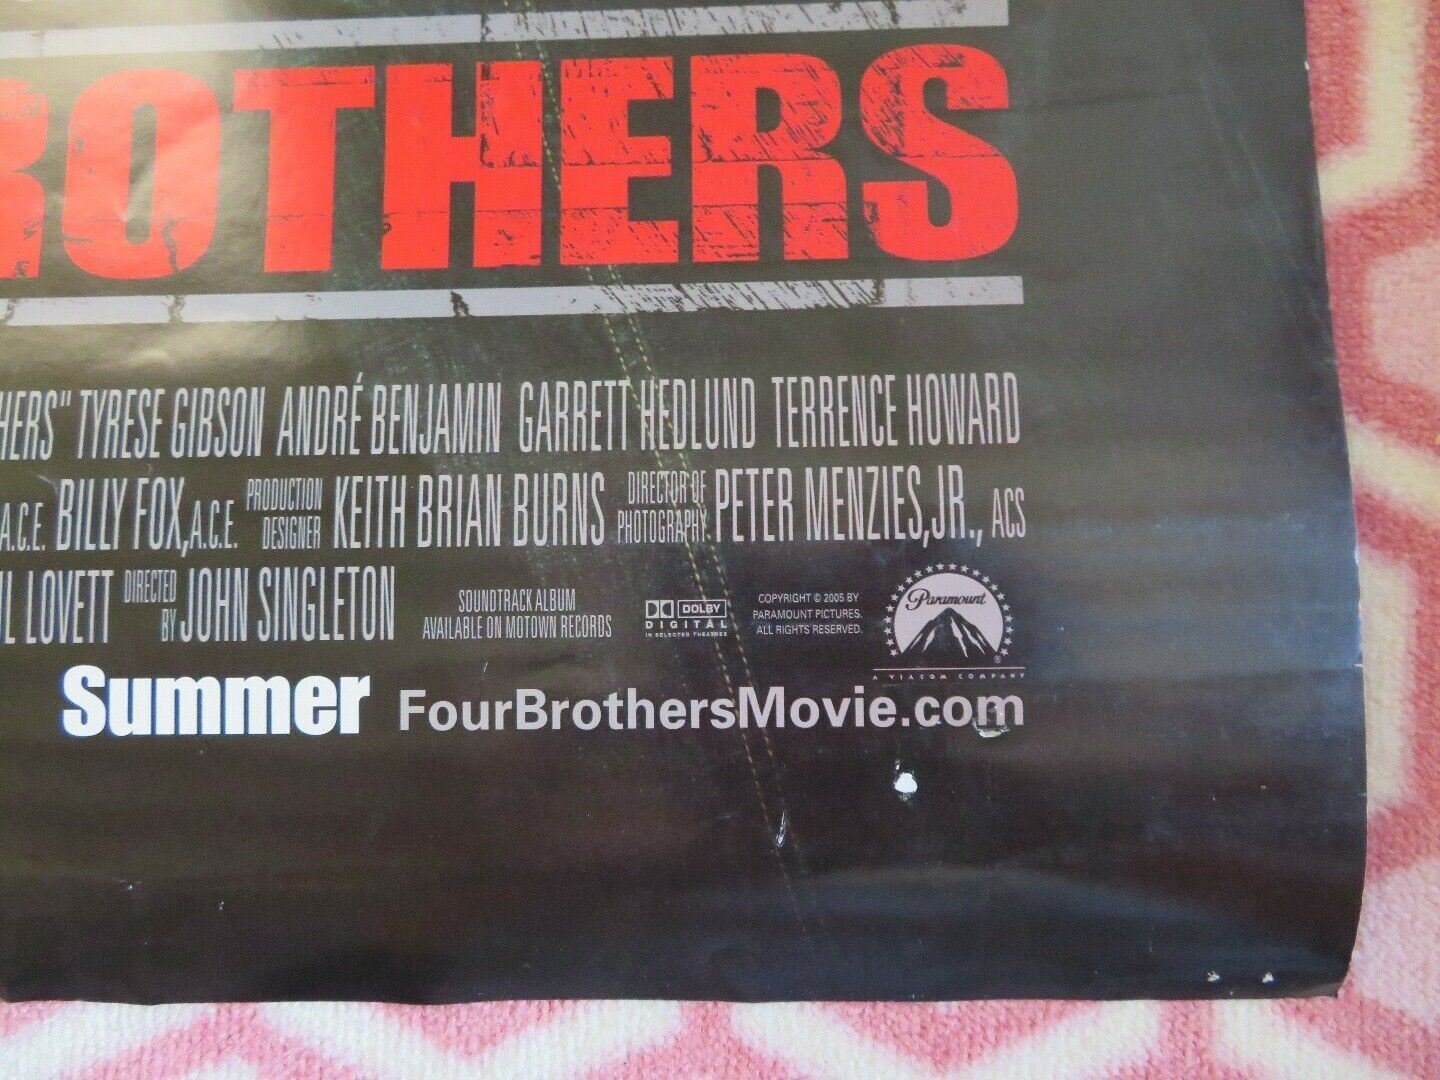 ROTHERS
HERS" TYRESE GIBSON ANDRÉ BENJAMIN GARRETT HEDLUND TERRENCE HOWARD
A.C.E. BILLY FOX, A.C.E. PRODUCTION DESIGNER KEITH BRIAN BURNS DIRECTOR OF PHOTOGRAPHY PETER MENZIES, JR., ACS
UL LOVETT DIRECTED BY JOHN SINGLETON
SOUNDTRACK ALBUM
AVAILABLE ON MOTOWN RECORDS
DOLBY
DIGITAL
IN SELECTED THEATRES
COPYRIGHT © 2005 BY
PARAMOUNT PICTURES.
ALL RIGHTS RESERVED.
Paramount
®
A VIACOM COMPANY
Summer FourBrothersMovie.com